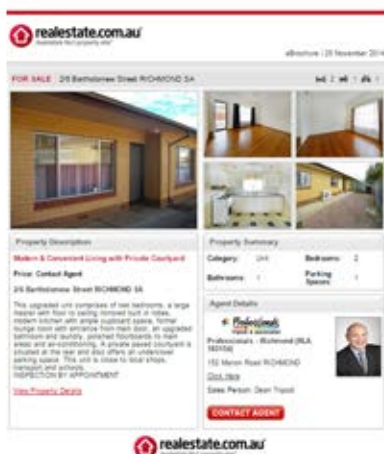 realestate.com.au
Australia's No.1 property site
eBrochure | 28 November 2014
FOR SALE 2/6 Bartholomew Street RICHMOND SA
2 1 1
Property Description
Modern & Convenient Living with Private Courtyard
Price: Contact Agent
2/6 Bartholomew Street RICHMOND SA
This upgraded unit comprises of two bedrooms, a large
master with floor to ceiling mirrored built in robes,
modern kitchen with ample cupboard space, formal
lounge room with entrance from main door, an upgraded
bathroom and laundry, polished floorboards to main
areas and air-conditioning. A private paved courtyard is
situated at the rear and also offers an undercover
parking space. This unit is close to local shops,
transport and schools.
INSPECTION BY APPOINTMENT
View Property Details
Property Summary
Category: Unit Bedrooms: 2
Bathrooms: 1 Parking Spaces: 1
Agent Details
Professionals
Professionals - Richmond (RLA
152 Marion Road RICHMOND
Click Here
Sales Person: Dean Tripodi
CONTACT AGENT
realestate.com.au